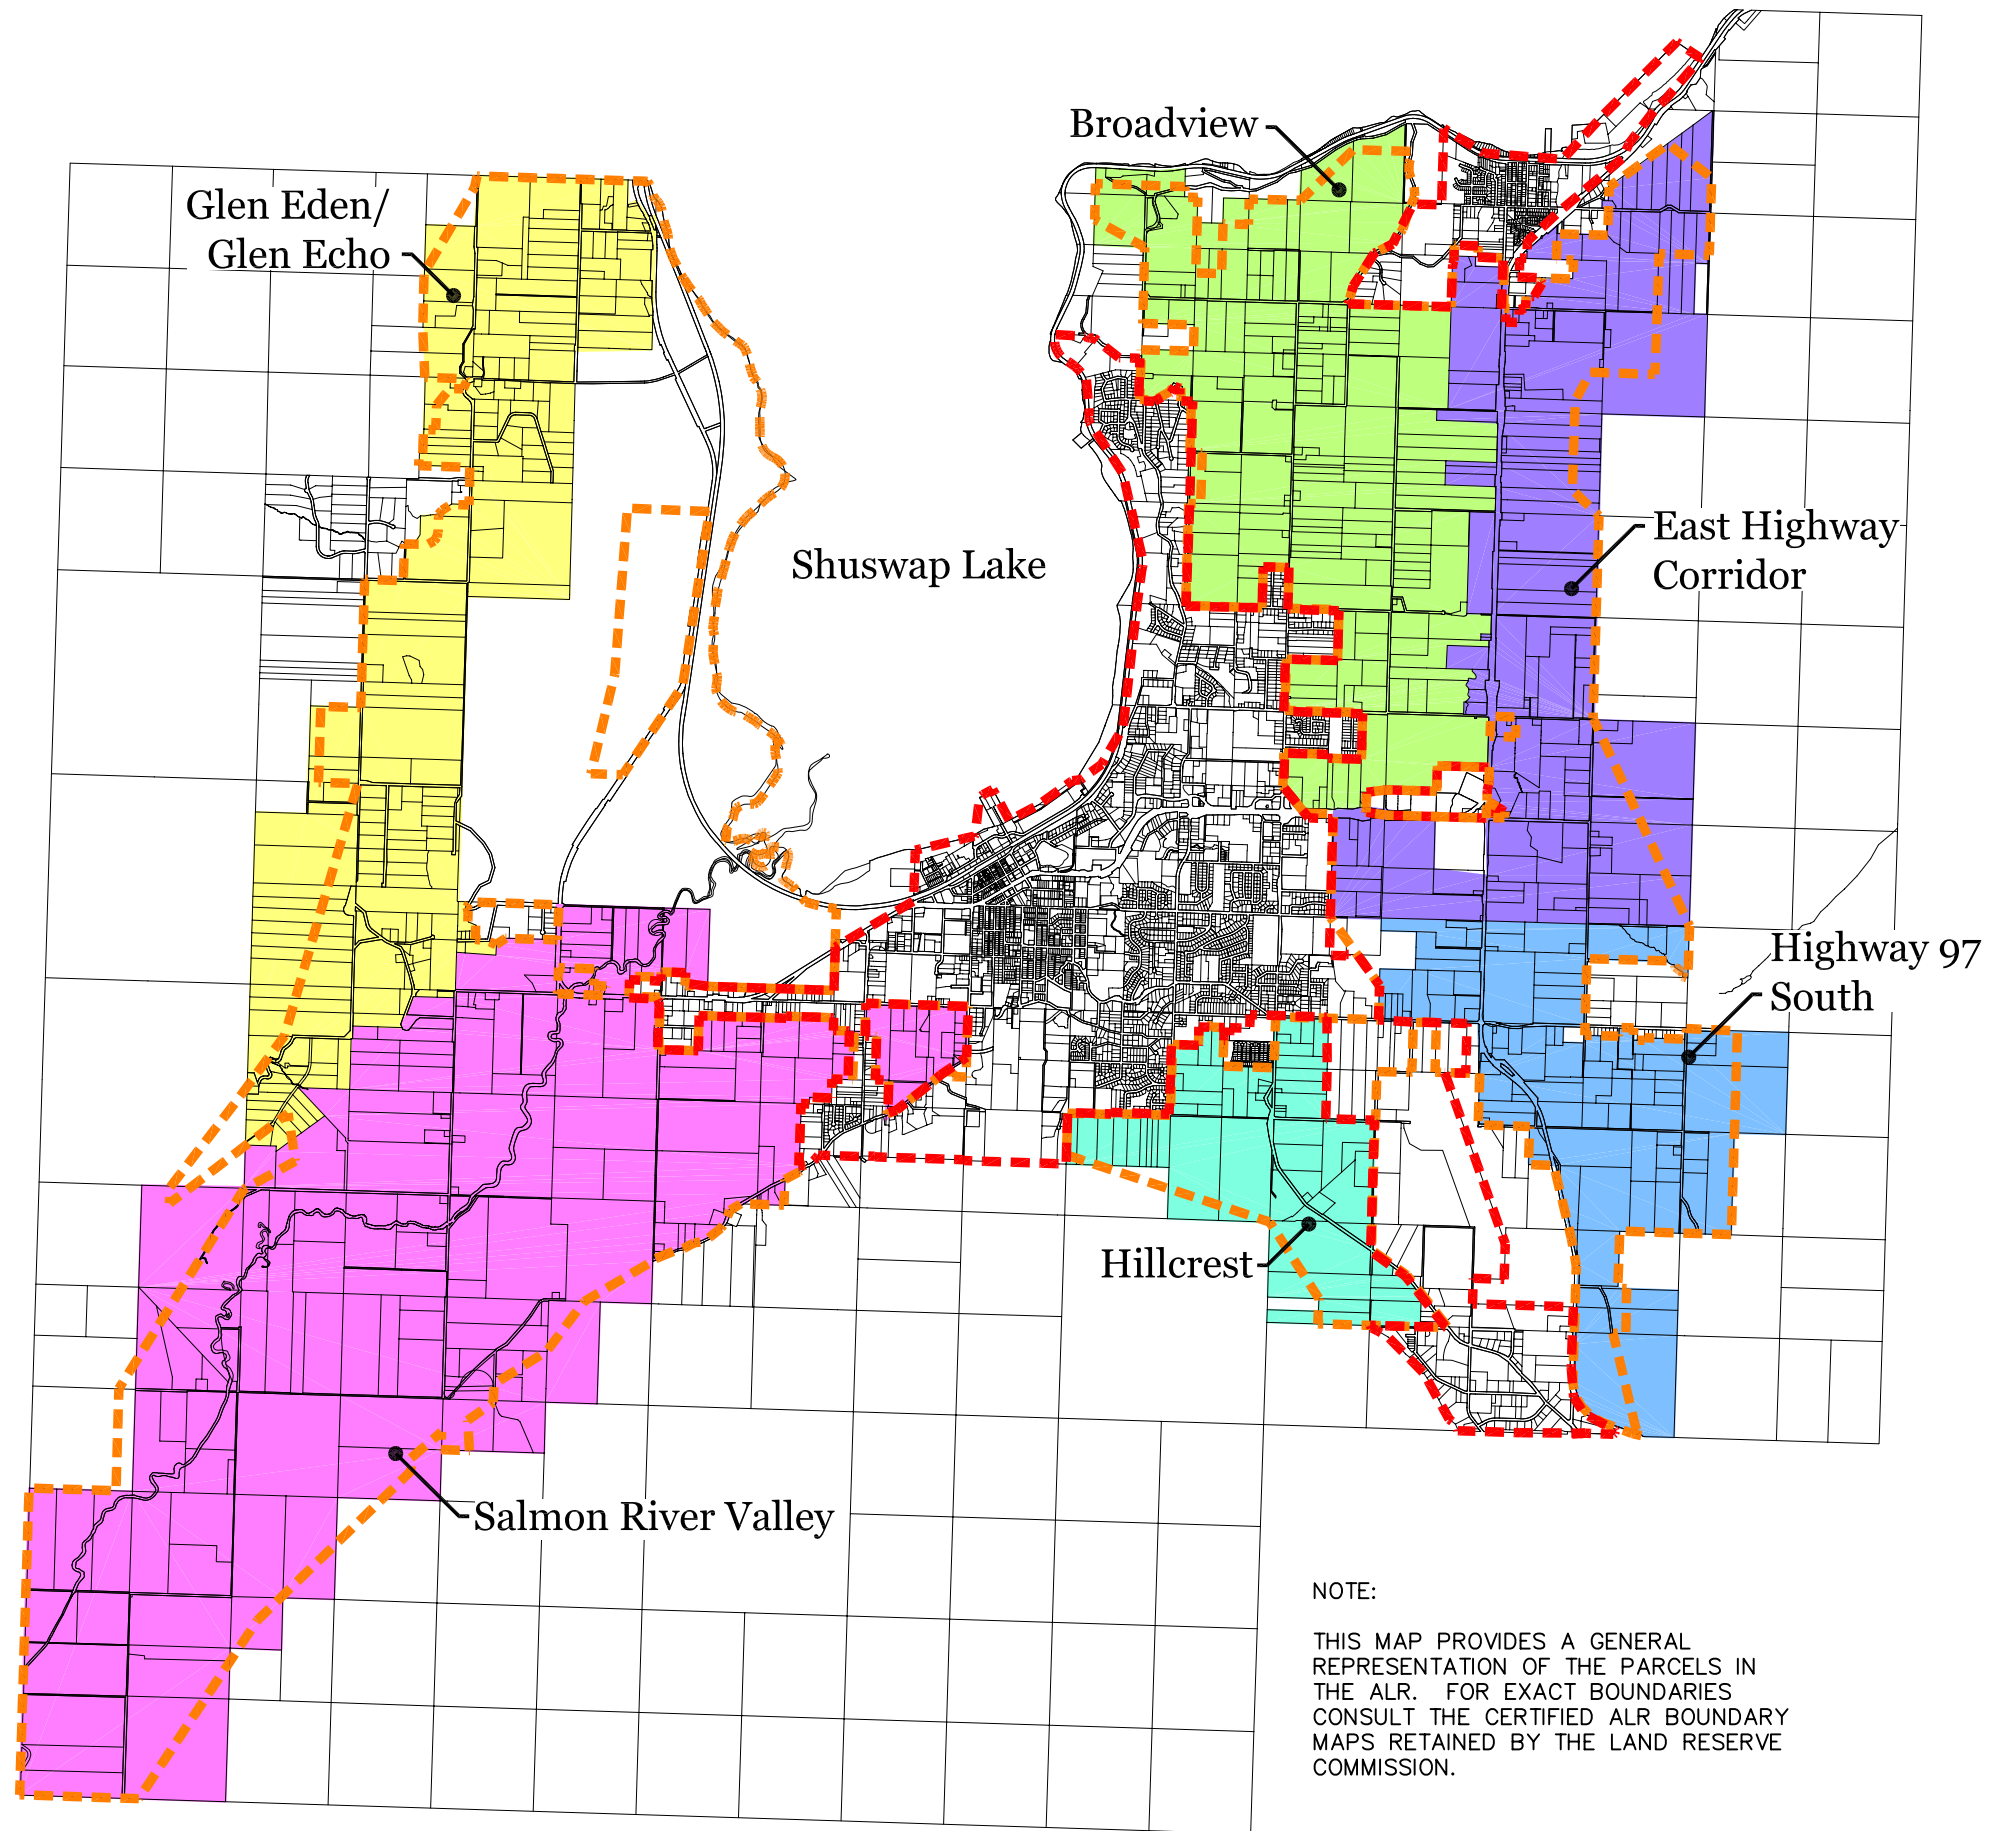 Broadview
Glen Eden/
Glen Echo
Shuswap Lake
East Highway
Corridor
Highway 97
South
Hillcrest
Salmon River Valley
NOTE:
THIS MAP PROVIDES A GENERAL
REPRESENTATION OF THE PARCELS IN
THE ALR. FOR EXACT BOUNDARIES
CONSULT THE CERTIFIED ALR BOUNDARY
MAPS RETAINED BY THE LAND RESERVE
COMMISSION.